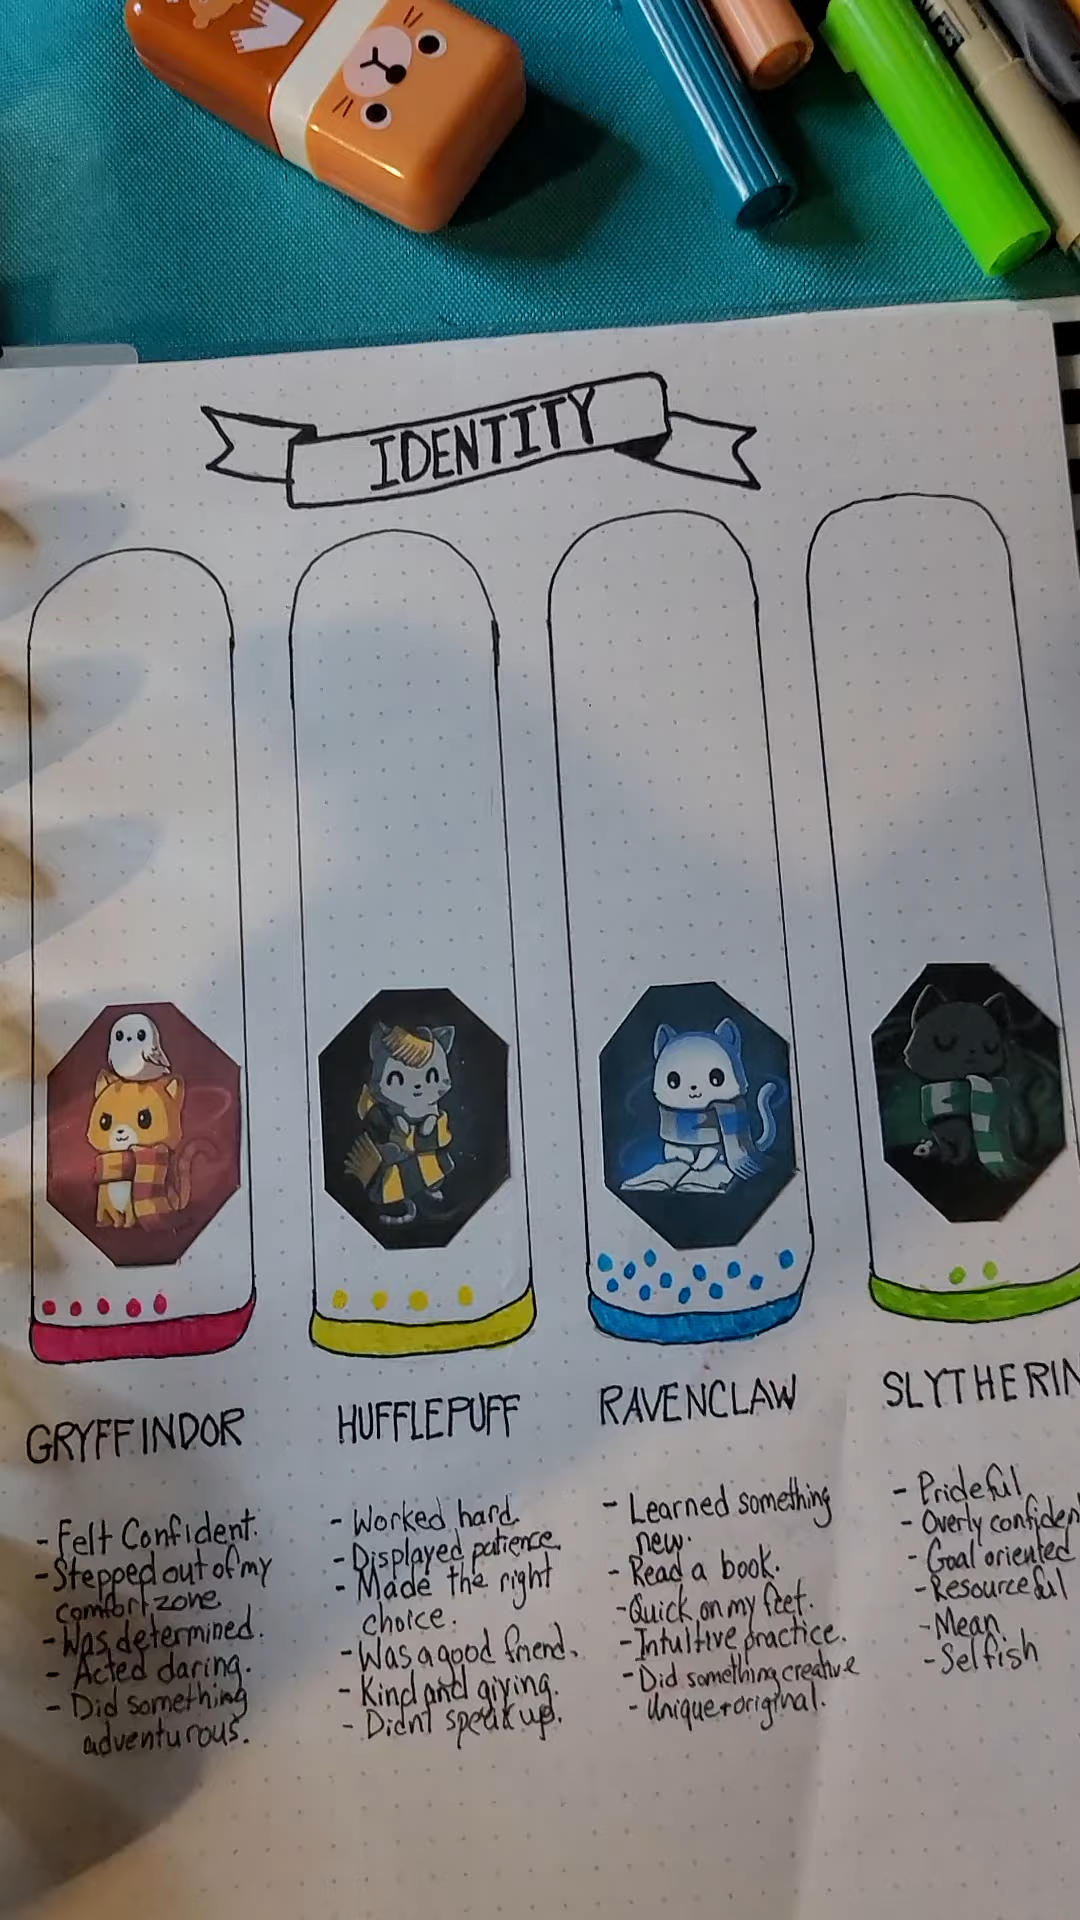 IDENTITY
GRYFFINDOR
- Felt Confident.
- Stepped out of my
comfort zone.
- Was determined.
- Acted daring.
- Did something
adventurous.
HUFFLEPUFF
- Worked hard.
- Displayed patience.
- Made the right
choice.
- Was a good friend.
- Kind and giving.
- Didnt speak up.
RAVENCLAW
- Learned something
new.
- Read a book.
- Quick on my feet.
- Intuitive practice.
- Did something creative
- Unique + original.
SLYTHERIN
- Prideful
- Overly confiden
- Goal oriented
- Resourceful
- Mean
- Selfish